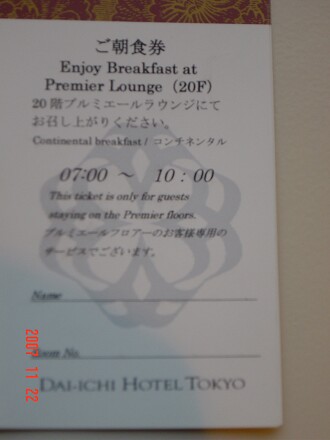 ご朝食券
Enjoy Breakfast at
Premier Lounge (20F)
20階プルミエールラウンジにて
お召し上がりください。
Continental breakfast / コンチネンタル
07:00 ～ 10:00
This ticket is only for guests
staying on the Premier floors.
プルミエールフロアーのお客様専用の
サービスでございます。
Name
Room No.
DAI-ICHI HOTEL TOKYO
2001 11 22